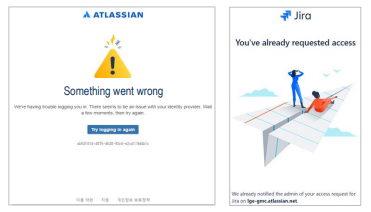 ATLASSIAN
Something went wrong
We're having trouble logging you in. There seems to be an issue with your identity provider. Wait
a few moments, then try again.
Try logging in again
이용 약관 지원 개인정보 보호정책
Jira
You've already requested access
We already notified the admin of your access request for
Jira on lge-gmc.atlassian.net.